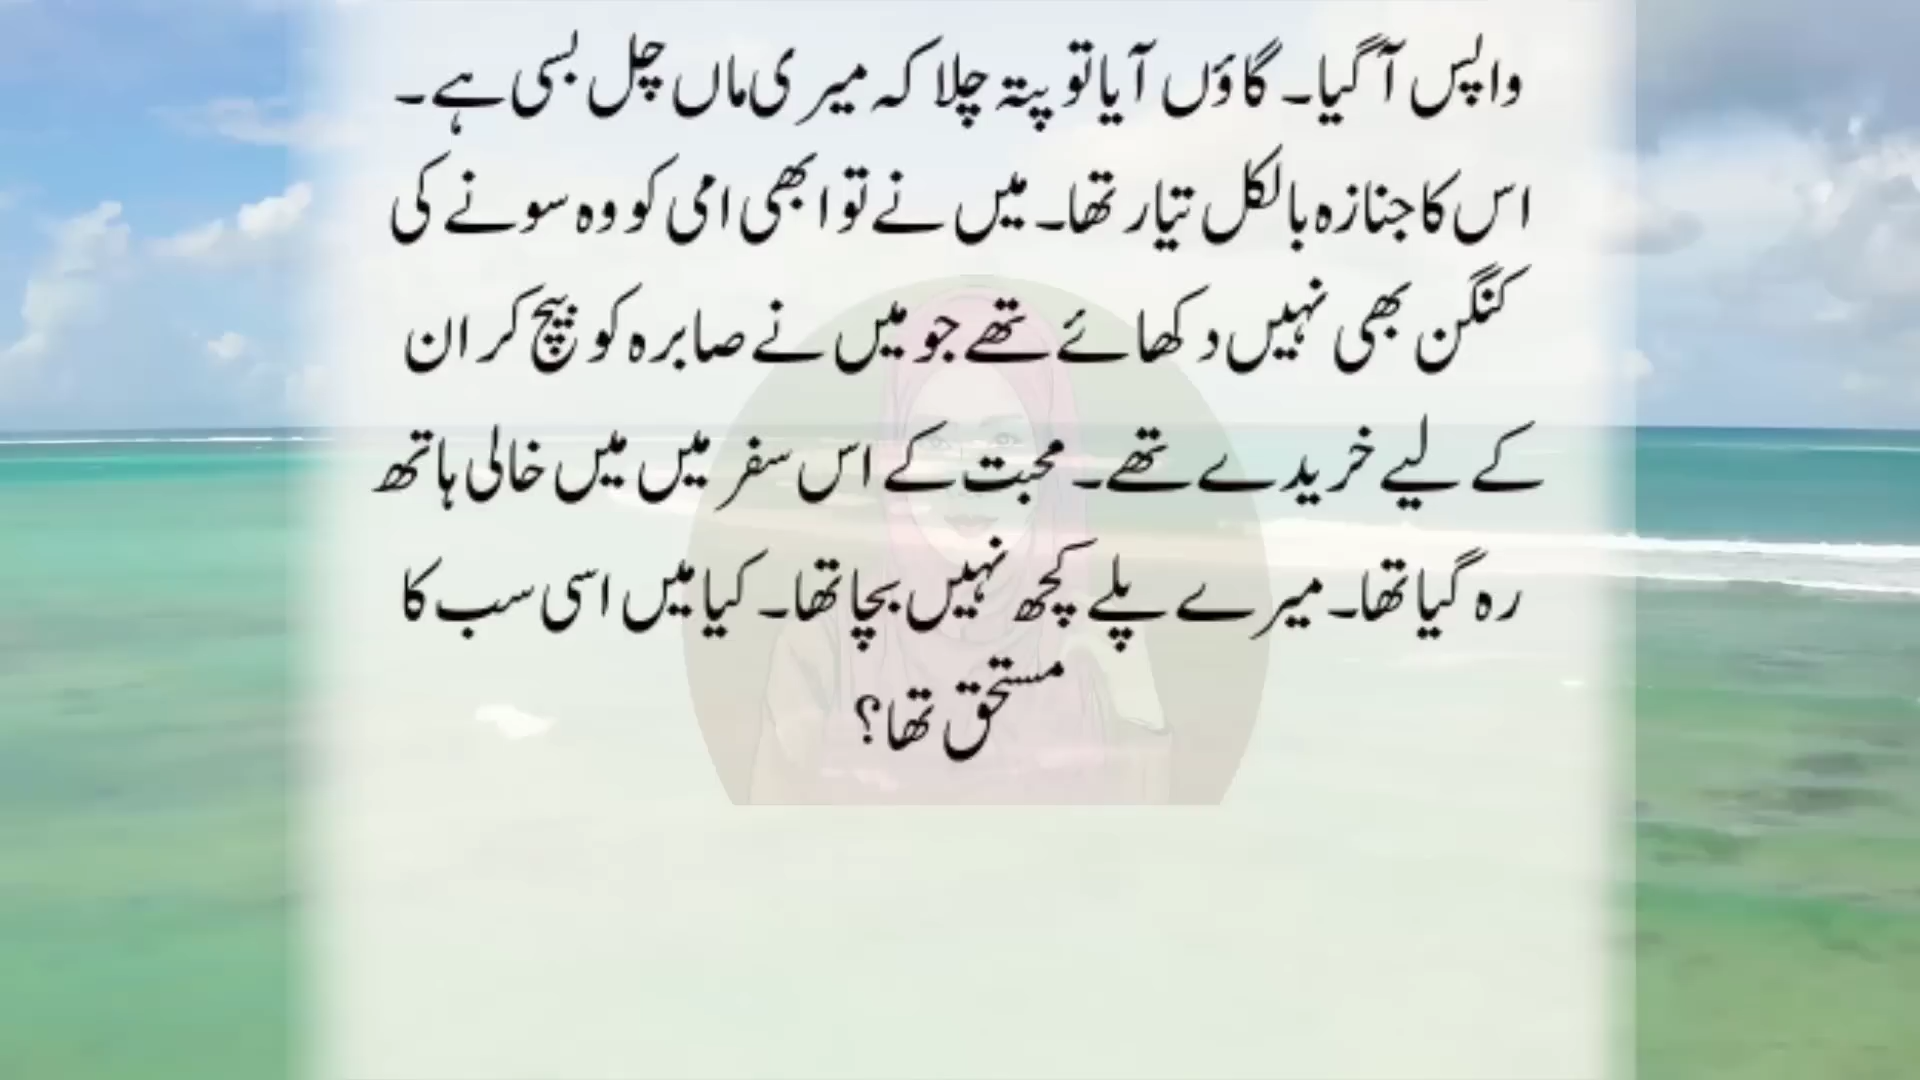 واپس آ گیا۔ گاؤں آیا تو پتہ چلا کہ میری ماں چل بسی ہے۔
اس کا جنازہ بالکل تیار تھا۔ میں نے تو ابھی امی کو وہ سونے کی
کنگن بھی نہیں دکھائے تھے جو میں نے صابرہ کو بیچ کر ان
کے لیے خریدے تھے۔ محبت کے اس سفر میں میں خالی ہاتھ
رہ گیا تھا۔ میرے پلے کچھ نہیں بچا تھا۔ کیا میں اسی سب کا
مستحق تھا؟